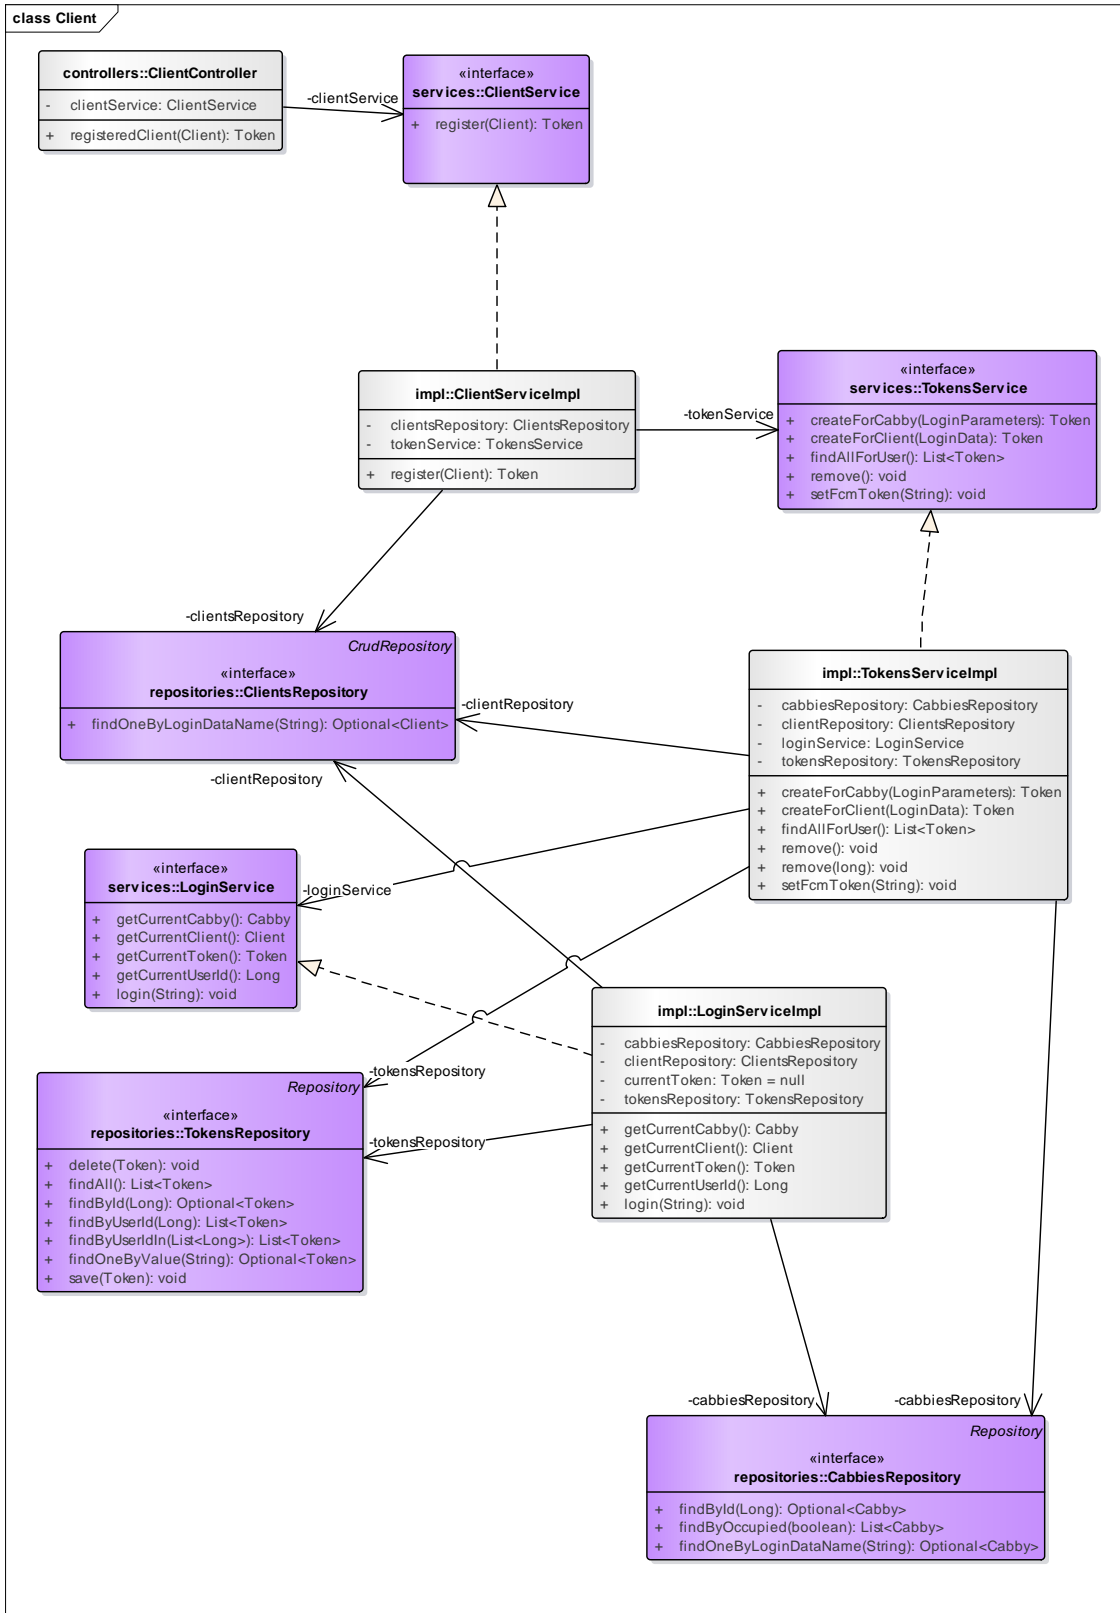 class Client
controllers::ClientController
- clientService: ClientService
+ registeredClient(Client): Token
-clientService
«interface»
services::ClientService
+ register(Client): Token
impl::ClientServiceImpl
- clientsRepository: ClientsRepository
- tokenService: TokensService
+ register(Client): Token
-tokenService
«interface»
services::TokensService
+ createForCabby(LoginParameters): Token
+ createForClient(LoginData): Token
+ findAllForUser(): List<Token>
+ remove(): void
+ setFcmToken(String): void
-clientsRepository
CrudRepository
«interface»
repositories::ClientsRepository
+ findOneByLoginDataName(String): Optional<Client>
-clientRepository
-clientRepository
impl::TokensServiceImpl
- cabbiesRepository: CabbiesRepository
- clientRepository: ClientsRepository
- loginService: LoginService
- tokensRepository: TokensRepository
+ createForCabby(LoginParameters): Token
+ createForClient(LoginData): Token
+ findAllForUser(): List<Token>
+ remove(): void
+ remove(long): void
+ setFcmToken(String): void
«interface»
services::LoginService
+ getCurrentCabby(): Cabby
+ getCurrentClient(): Client
+ getCurrentToken(): Token
+ getCurrentUserId(): Long
+ login(String): void
-loginService
impl::LoginServiceImpl
- cabbiesRepository: CabbiesRepository
- clientRepository: ClientsRepository
- currentToken: Token = null
- tokensRepository: TokensRepository
+ getCurrentCabby(): Cabby
+ getCurrentClient(): Client
+ getCurrentToken(): Token
+ getCurrentUserId(): Long
+ login(String): void
-tokensRepository
-tokensRepository
Repository
«interface»
repositories::TokensRepository
+ delete(Token): void
+ findAll(): List<Token>
+ findById(Long): Optional<Token>
+ findByUserId(Long): List<Token>
+ findByUserIdIn(List<Long>): List<Token>
+ findOneByValue(String): Optional<Token>
+ save(Token): void
-cabbiesRepository
-cabbiesRepository
Repository
«interface»
repositories::CabbiesRepository
+ findById(Long): Optional<Cabby>
+ findByOccupied(boolean): List<Cabby>
+ findOneByLoginDataName(String): Optional<Cabby>